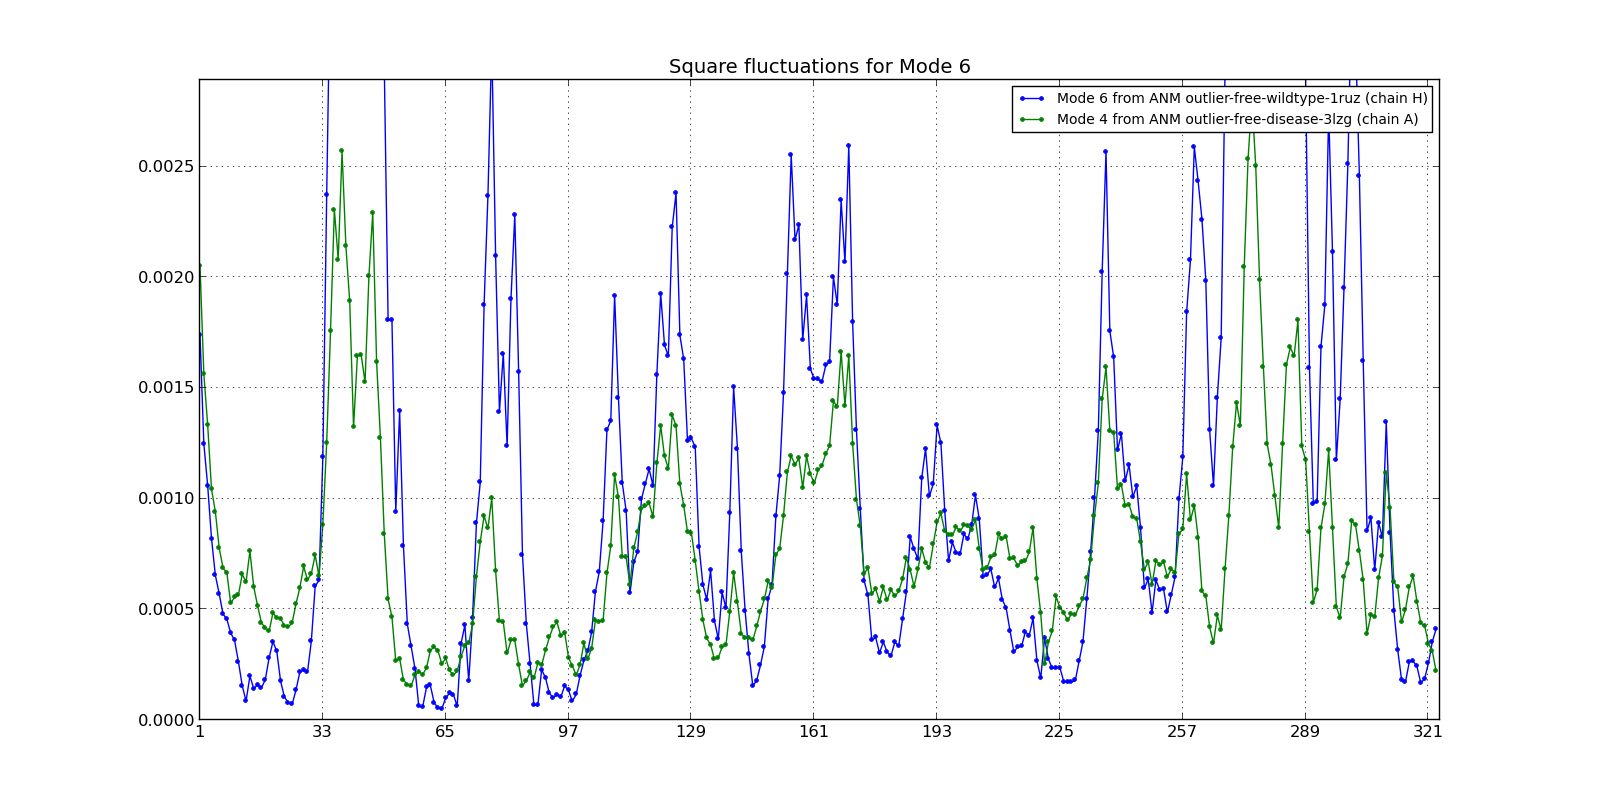 Square fluctuations for Mode 6
Mode 6 from ANM outlier-free-wildtype-1ruz (chain H)
Mode 4 from ANM outlier-free-disease-3lzg (chain A)
0.0025
0.0020
0.0015
0.0010
0.0005
0.0000
1 33 65 97 129 161 193 225 257 289 321